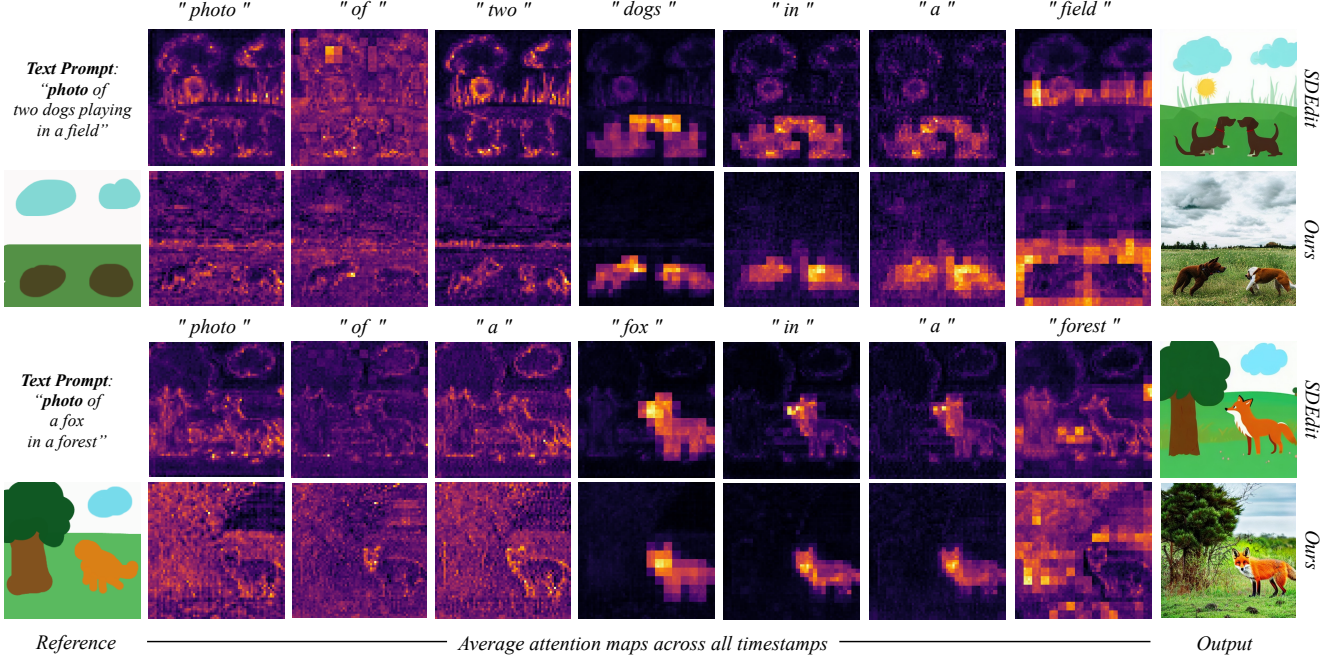 " photo " " of " " two " " dogs " " in " " a " " field "
Text Prompt:
“photo of
two dogs playing
in a field”
SDEdit
Ours
" photo " " of " " a " " fox " " in " " a " " forest "
Text Prompt:
“photo of
a fox
in a forest”
SDEdit
Ours
Reference Average attention maps across all timestamps Output